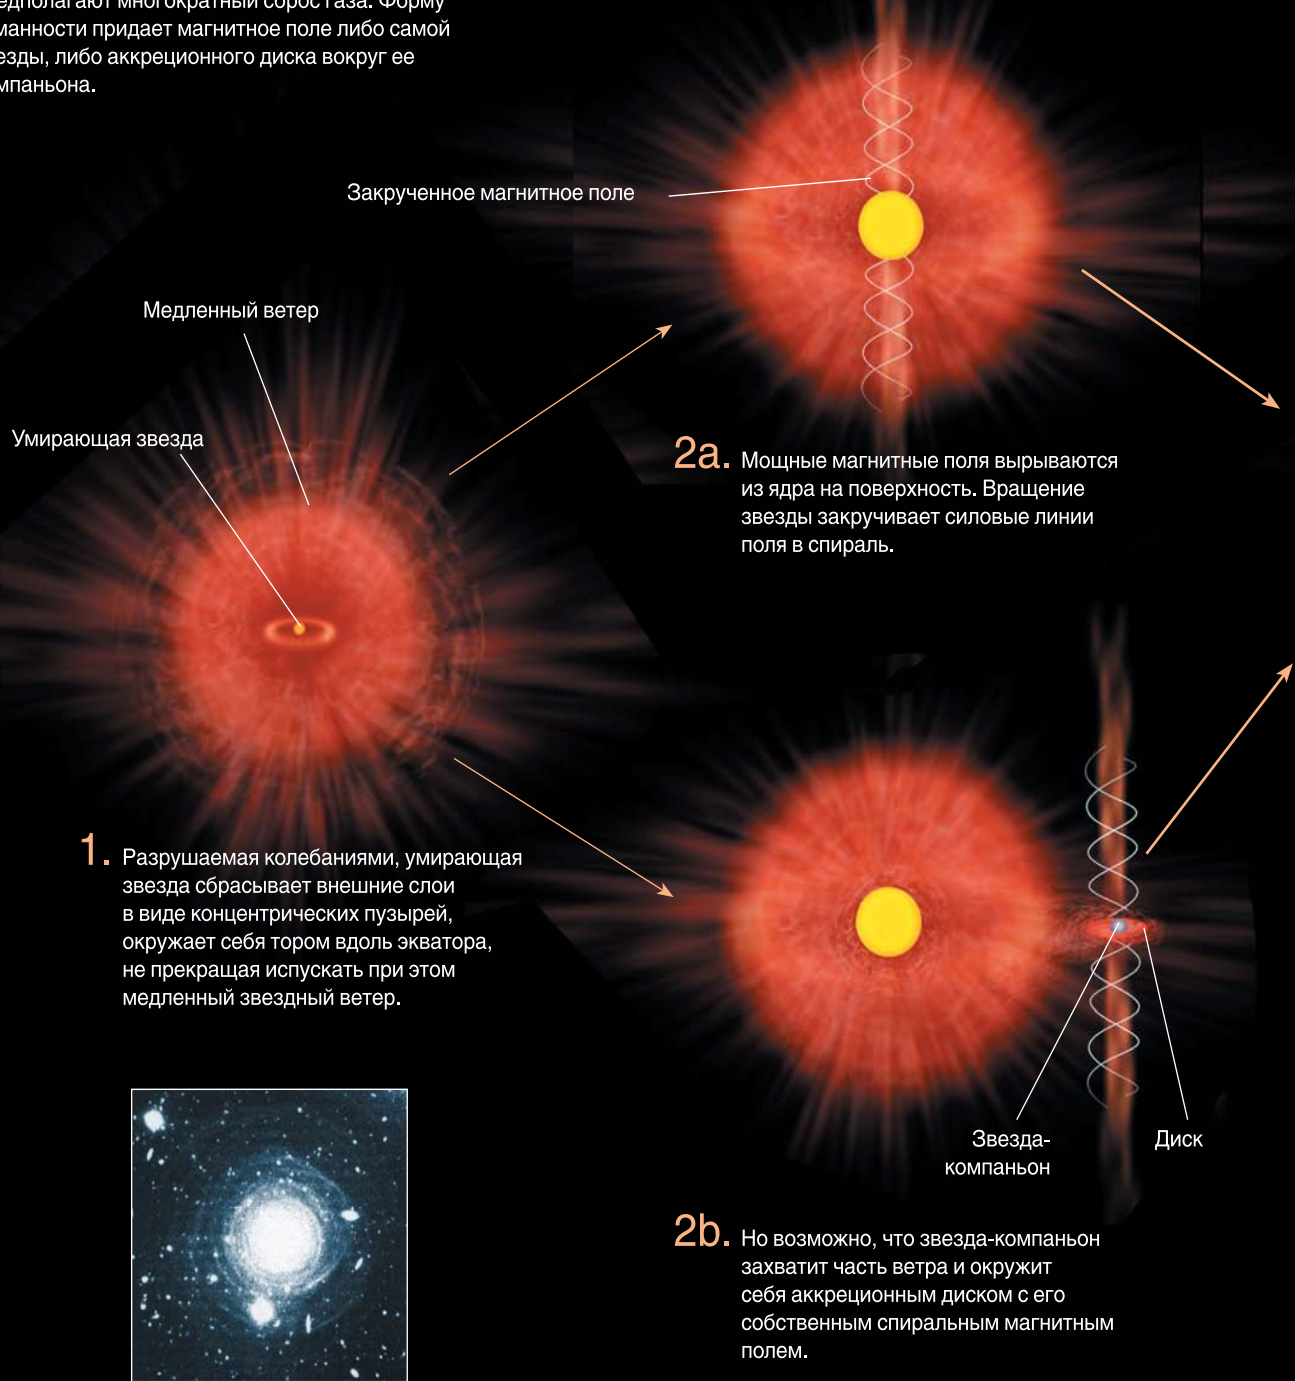 многократный сброс газа. Форму
придает магнитное поле либо самой
либо аккреционного диска вокруг ее
Закрученное магнитное поле
Медленный ветер
Умирающая звезда
2a. Мощные магнитные поля вырываются
из ядра на поверхность. Вращение
звезды закручивает силовые линии
поля в спираль.
1. Разрушаемая колебаниями, умирающая
звезда сбрасывает внешние слои
в виде концентрических пузырей,
окружает себя тором вдоль экватора,
не прекращая испускать при этом
медленный звездный ветер.
Звезда-
компаньон
Диск
2b. Но возможно, что звезда-компаньон
захватит часть ветра и окружит
себя аккреционным диском с его
собственным спиральным магнитным
полем.